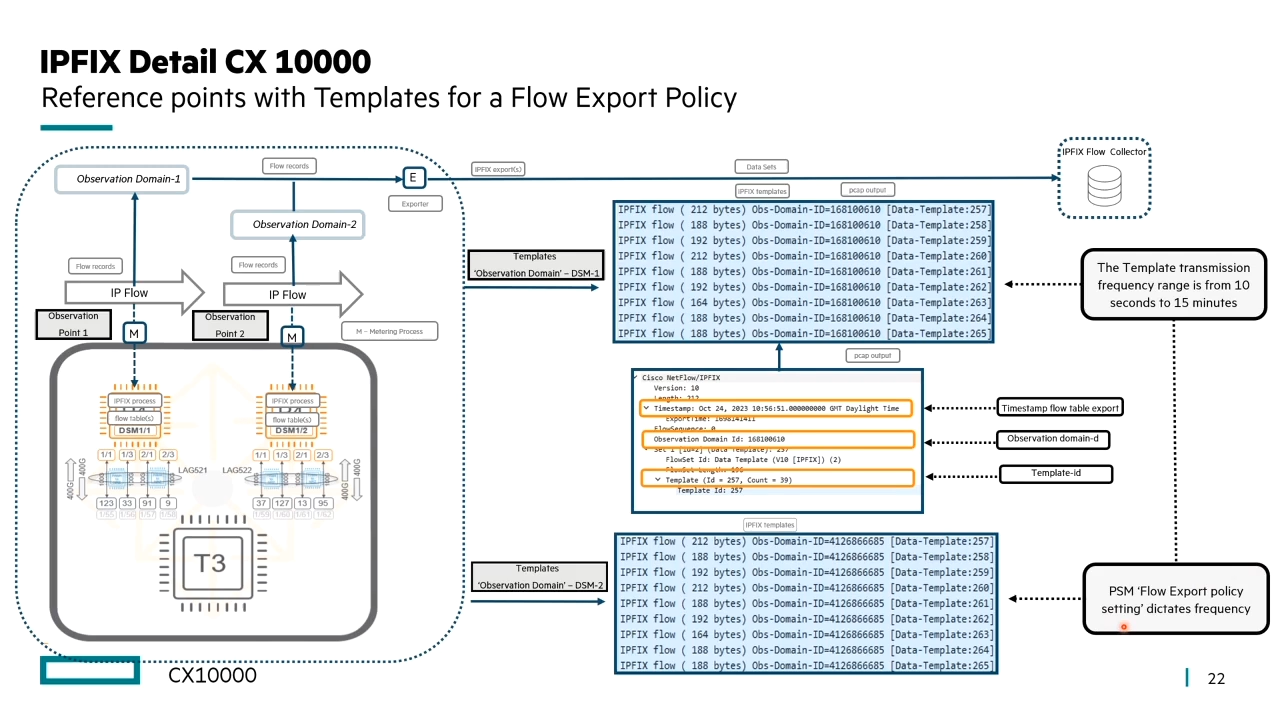 IPFIX Detail CX 10000
Reference points with Templates for a Flow Export Policy
Observation Domain-1
Flow records
E
Exporter
IPFIX export(s)
Data Sets
IPFIX Flow Collector
Observation Domain-2
IPFIX templates
pcap output
Flow records
Flow records
IP Flow
IP Flow
Observation
Point 1
Observation
Point 2
M
M
M – Metering Process
Templates
'Observation Domain' – DSM-1
IPFIX flow ( 212 bytes) Obs-Domain-ID=168100610 [Data-Template:257]
IPFIX flow ( 188 bytes) Obs-Domain-ID=168100610 [Data-Template:258]
IPFIX flow ( 192 bytes) Obs-Domain-ID=168100610 [Data-Template:259]
IPFIX flow ( 212 bytes) Obs-Domain-ID=168100610 [Data-Template:260]
IPFIX flow ( 188 bytes) Obs-Domain-ID=168100610 [Data-Template:261]
IPFIX flow ( 192 bytes) Obs-Domain-ID=168100610 [Data-Template:262]
IPFIX flow ( 164 bytes) Obs-Domain-ID=168100610 [Data-Template:263]
IPFIX flow ( 188 bytes) Obs-Domain-ID=168100610 [Data-Template:264]
IPFIX flow ( 188 bytes) Obs-Domain-ID=168100610 [Data-Template:265]
The Template transmission
frequency range is from 10
seconds to 15 minutes
pcap output
Cisco NetFlow/IPFIX
Version: 10
Length: 212
Timestamp: Oct 24, 2023 10:56:51.000000000 GMT Daylight Time
ExportTime: 1698141411
FlowSequence: 0
Observation Domain Id: 168100610
Set 1 [id=2] (Data Template): 257
FlowSet Id: Data Template (V10 [IPFIX]) (2)
FlowSet Length: 196
Template (Id = 257, Count = 39)
Template Id: 257
Timestamp flow table export
Observation domain-d
Template-id
IPFIX process
flow table(s)
DSM1/1
IPFIX process
flow table(s)
DSM1/2
1/1 1/3 2/1 2/3
1/1 1/3 2/1 2/3
LAG521
LAG522
400G
400G
400G
400G
123 33 91 9
37 127 13 95
T3
IPFIX templates
Templates
'Observation Domain' – DSM-2
IPFIX flow ( 212 bytes) Obs-Domain-ID=4126866685 [Data-Template:257]
IPFIX flow ( 188 bytes) Obs-Domain-ID=4126866685 [Data-Template:258]
IPFIX flow ( 192 bytes) Obs-Domain-ID=4126866685 [Data-Template:259]
IPFIX flow ( 212 bytes) Obs-Domain-ID=4126866685 [Data-Template:260]
IPFIX flow ( 188 bytes) Obs-Domain-ID=4126866685 [Data-Template:261]
IPFIX flow ( 192 bytes) Obs-Domain-ID=4126866685 [Data-Template:262]
IPFIX flow ( 164 bytes) Obs-Domain-ID=4126866685 [Data-Template:263]
IPFIX flow ( 188 bytes) Obs-Domain-ID=4126866685 [Data-Template:264]
IPFIX flow ( 188 bytes) Obs-Domain-ID=4126866685 [Data-Template:265]
PSM 'Flow Export policy
setting' dictates frequency
CX10000
22